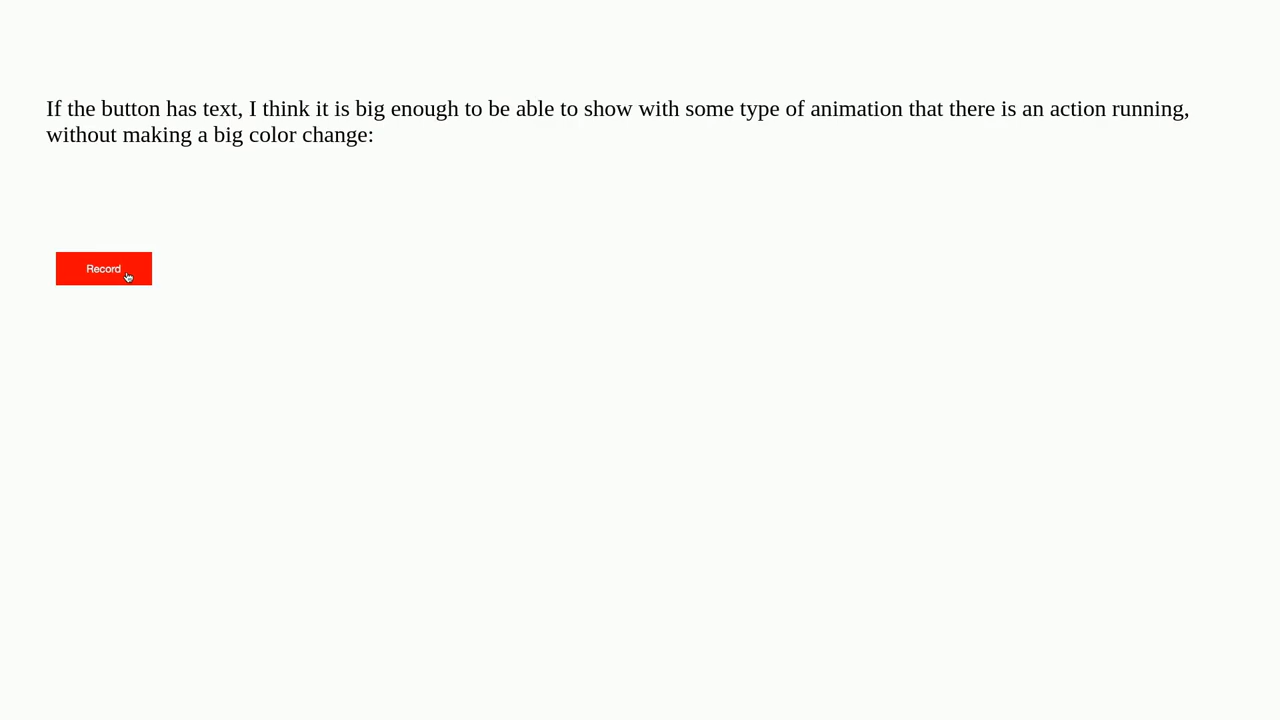 If the button has text, I think it is big enough to be able to show with some type of animation that there is an action running,
without making a big color change:
Record